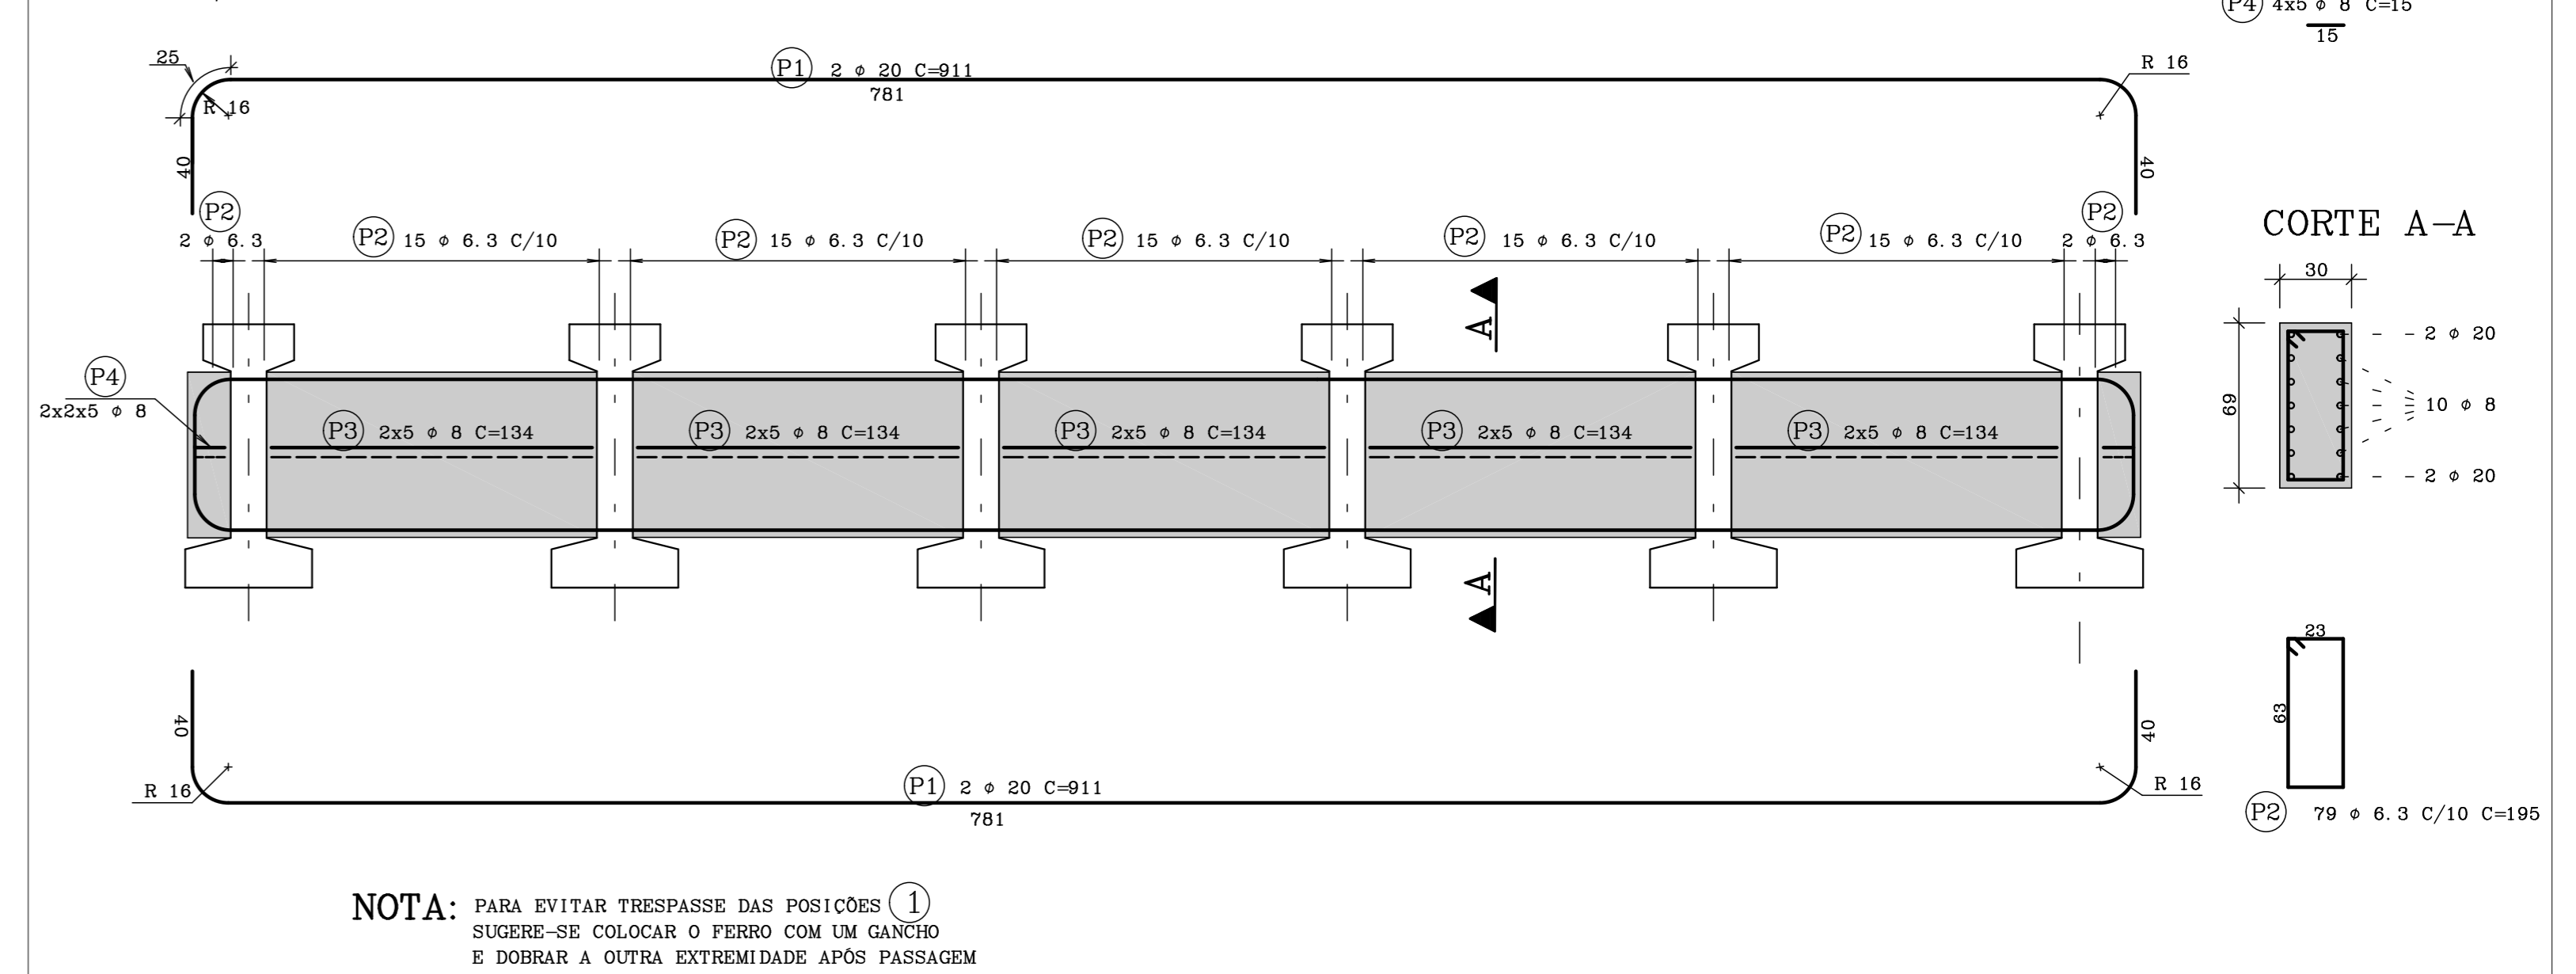 P4 4x5 φ 8 C=15
15
25
P1 2 φ 20 C=911
781
R 16
R 16
40
40
P2
2 φ 6.3
P2 15 φ 6.3 C/10
P2 15 φ 6.3 C/10
P2 15 φ 6.3 C/10
P2 15 φ 6.3 C/10
P2 15 φ 6.3 C/10
P2
2 φ 6.3
CORTE A-A
30
69
2 φ 20
10 φ 8
2 φ 20
A
P4
2x2x5 φ 8
P3 2x5 φ 8 C=134
P3 2x5 φ 8 C=134
P3 2x5 φ 8 C=134
P3 2x5 φ 8 C=134
P3 2x5 φ 8 C=134
A
40
40
R 16
P1 2 φ 20 C=911
781
R 16
23
63
P2 79 φ 6.3 C/10 C=195
NOTA: PARA EVITAR TRESPASSE DAS POSIÇÕES 1
SUGERE-SE COLOCAR O FERRO COM UM GANCHO
E DOBRAR A OUTRA EXTREMIDADE APÓS PASSAGEM